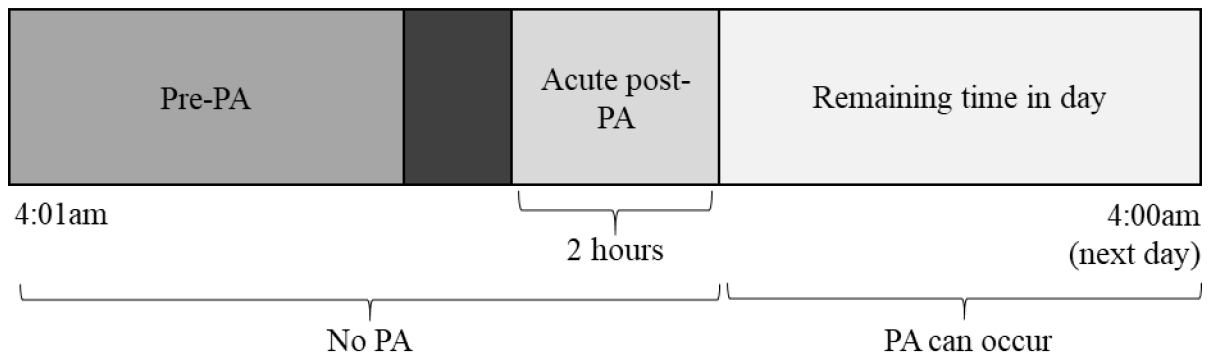 Pre-PA
Acute post-
PA
Remaining time in day
4:01am
2 hours
4:00am
(next day)
No PA
PA can occur